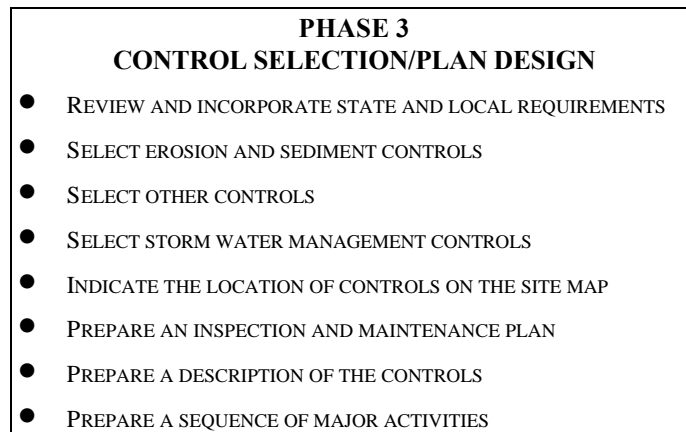 PHASE 3
CONTROL SELECTION/PLAN DESIGN
● REVIEW AND INCORPORATE STATE AND LOCAL REQUIREMENTS
● SELECT EROSION AND SEDIMENT CONTROLS
● SELECT OTHER CONTROLS
● SELECT STORM WATER MANAGEMENT CONTROLS
● INDICATE THE LOCATION OF CONTROLS ON THE SITE MAP
● PREPARE AN INSPECTION AND MAINTENANCE PLAN
● PREPARE A DESCRIPTION OF THE CONTROLS
● PREPARE A SEQUENCE OF MAJOR ACTIVITIES